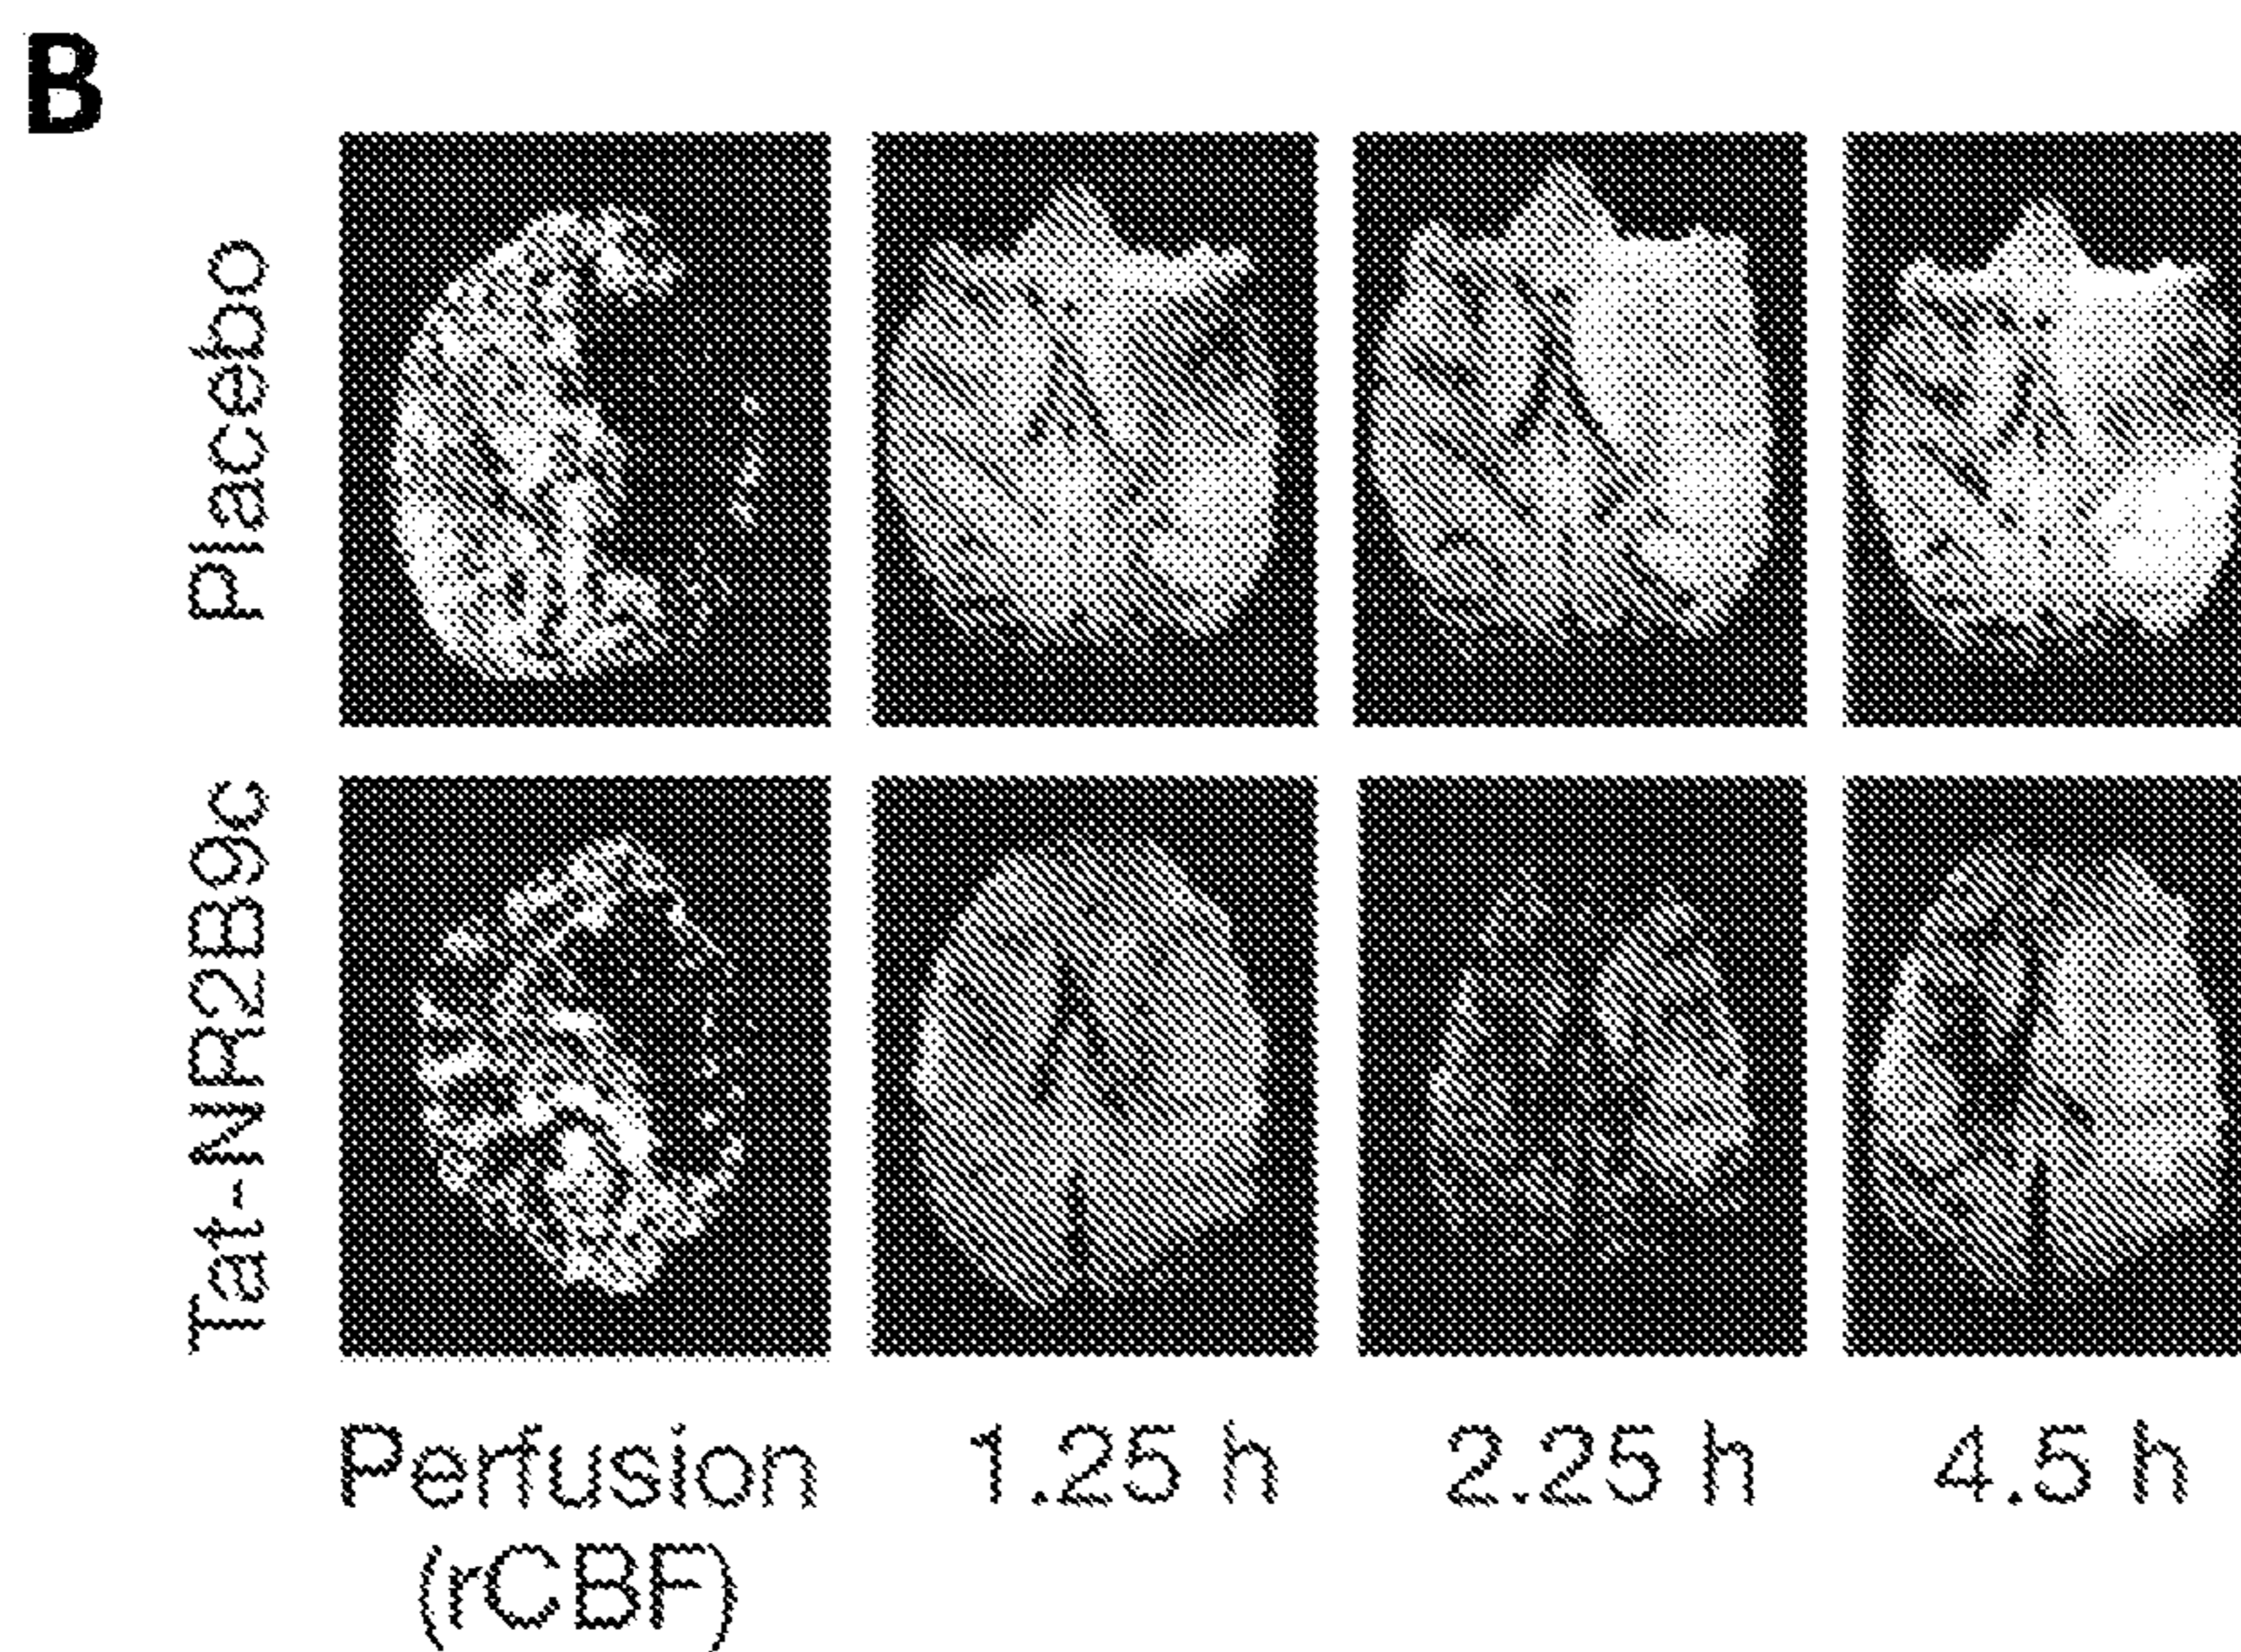 B
Placebo
Tat-NR2B9c
Perfusion
(rCBF)
1.25 h
2.25 h
4.5 h